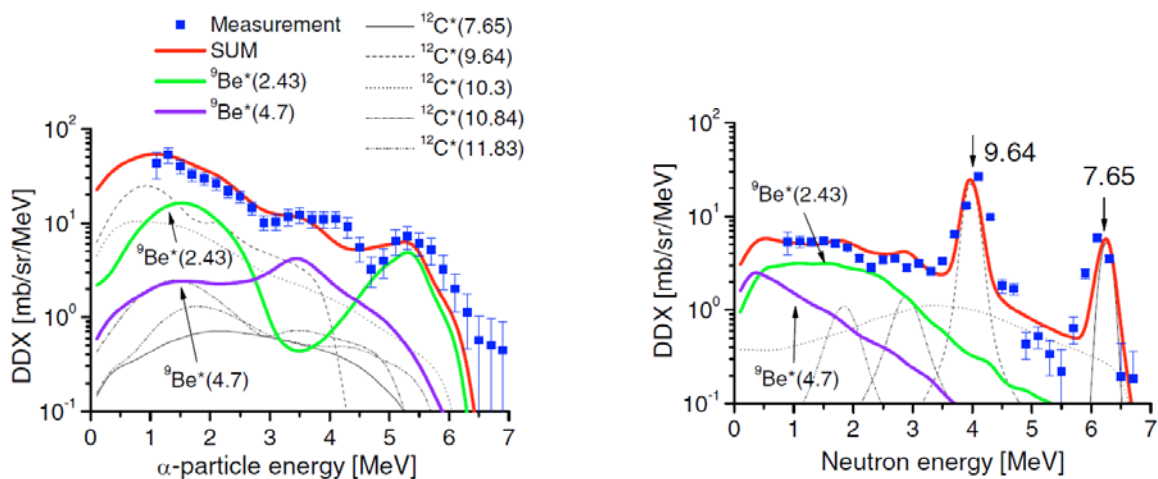 Measurement
SUM
⁹Be*(2.43)
⁹Be*(4.7)
¹²C*(7.65)
¹²C*(9.64)
¹²C*(10.3)
¹²C*(10.84)
¹²C*(11.83)
DDX [mb/sr/MeV]
10²
10¹
10⁰
10⁻¹
⁹Be*(2.43)
⁹Be*(4.7)
0 1 2 3 4 5 6 7
α-particle energy [MeV]
DDX [mb/sr/MeV]
10²
10¹
10⁰
10⁻¹
9.64
7.65
⁹Be*(2.43)
⁹Be*(4.7)
0 1 2 3 4 5 6 7
Neutron energy [MeV]